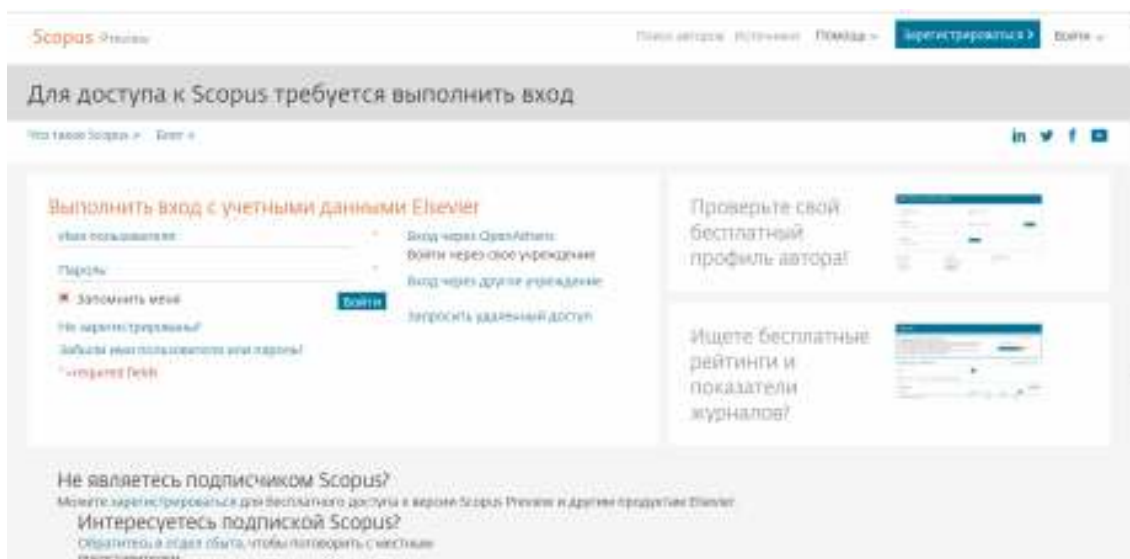 Scopus Preview
Поиск авторов Источники Помощь
Зарегистрироваться >
Войти
Для доступа к Scopus требуется выполнить вход
Что такое Scopus Блог
in f
Выполнить вход с учетными данными Elsevier
Имя пользователя *
Пароль *
Запомнить меня
Войти
Не зарегистрированы?
Забыли имя пользователя или пароль?
* =required fields
Вход через OpenAthens
Войти через свое учреждение
Вход через другое учреждение
Запросить удаленный доступ
Проверьте свой
бесплатный
профиль автора!
Ищете бесплатные
рейтинги и
показатели
журналов?
Не являетесь подписчиком Scopus?
Можете зарегистрироваться для бесплатного доступа к версии Scopus Preview и другим продуктам Elsevier
Интересуетесь подпиской Scopus?
Обратитесь в отдел сбыта, чтобы поговорить с местным